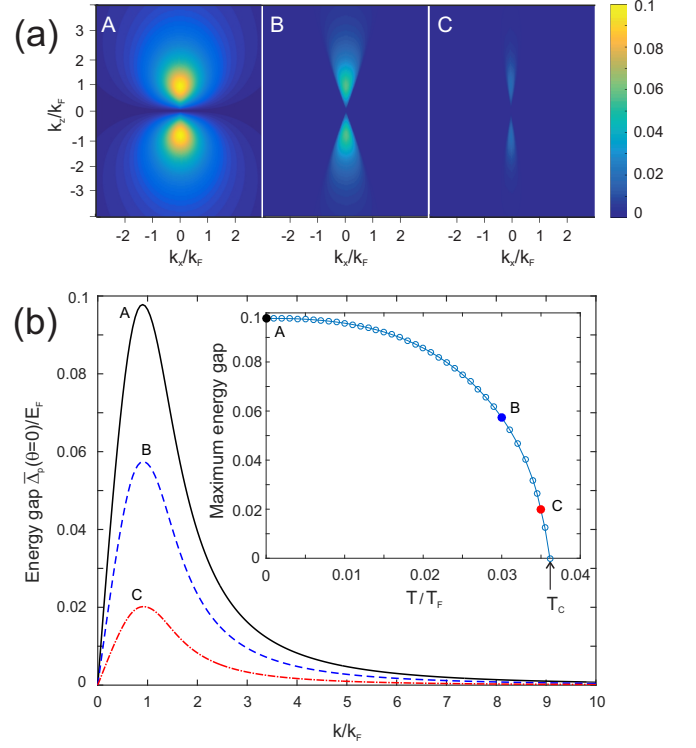 (a)
A
B
C
k_z/k_F
3
2
1
0
-1
-2
-3
-2 -1 0 1 2
-2 -1 0 1 2
-2 -1 0 1 2
k_x/k_F
k_x/k_F
k_x/k_F
0.1
0.08
0.06
0.04
0.02
0
(b)
Energy gap Δ̅_p(θ=0)/E_F
0.1
0.08
0.06
0.04
0.02
0
A
B
C
0 1 2 3 4 5 6 7 8 9 10
k/k_F
Maximum energy gap
0.1
0.08
0.06
0.04
0.02
0
A
B
C
0 0.01 0.02 0.03 0.04
T/T_F
T_C